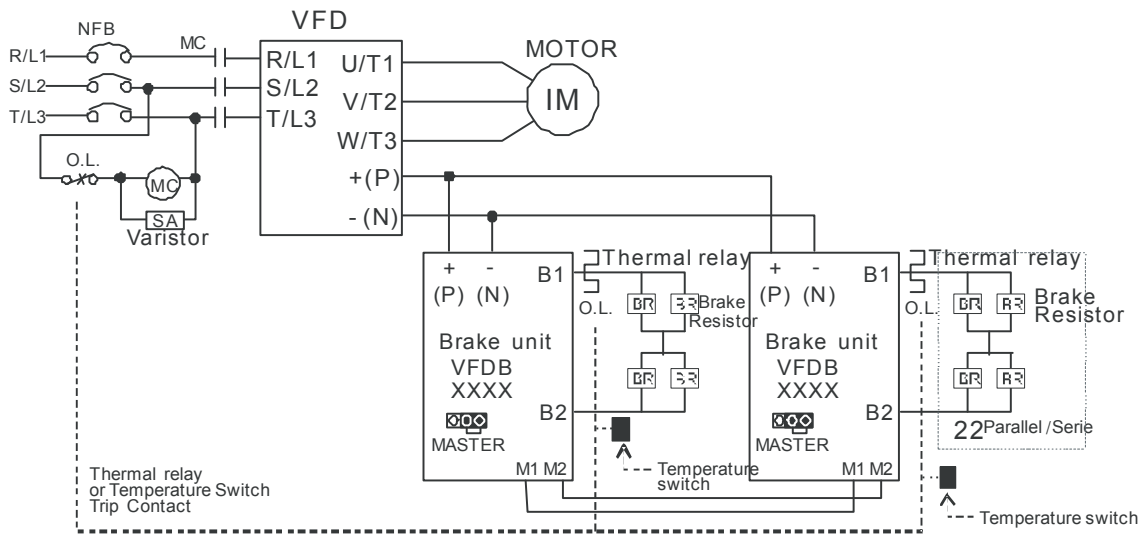 VFD
NFB
MC
R/L1
S/L2
T/L3
R/L1
S/L2
T/L3
U/T1
V/T2
W/T3
+(P)
-(N)
MOTOR
IM
O.L.
MC
SA
Varistor
+ -
(P) (N)
B1
Brake unit
VFDB
XXXX
MASTER
B2
M1 M2
Thermal relay
O.L.
BR BR
Brake
Resistor
BR BR
Temperature
switch
+ -
(P) (N)
B1
Brake unit
VFDB
XXXX
MASTER
B2
M1 M2
Thermal relay
O.L.
BR BR
Brake
Resistor
BR BR
22 Parallel /Serie
Temperature switch
Thermal relay
or Temperature Switch
Trip Contact